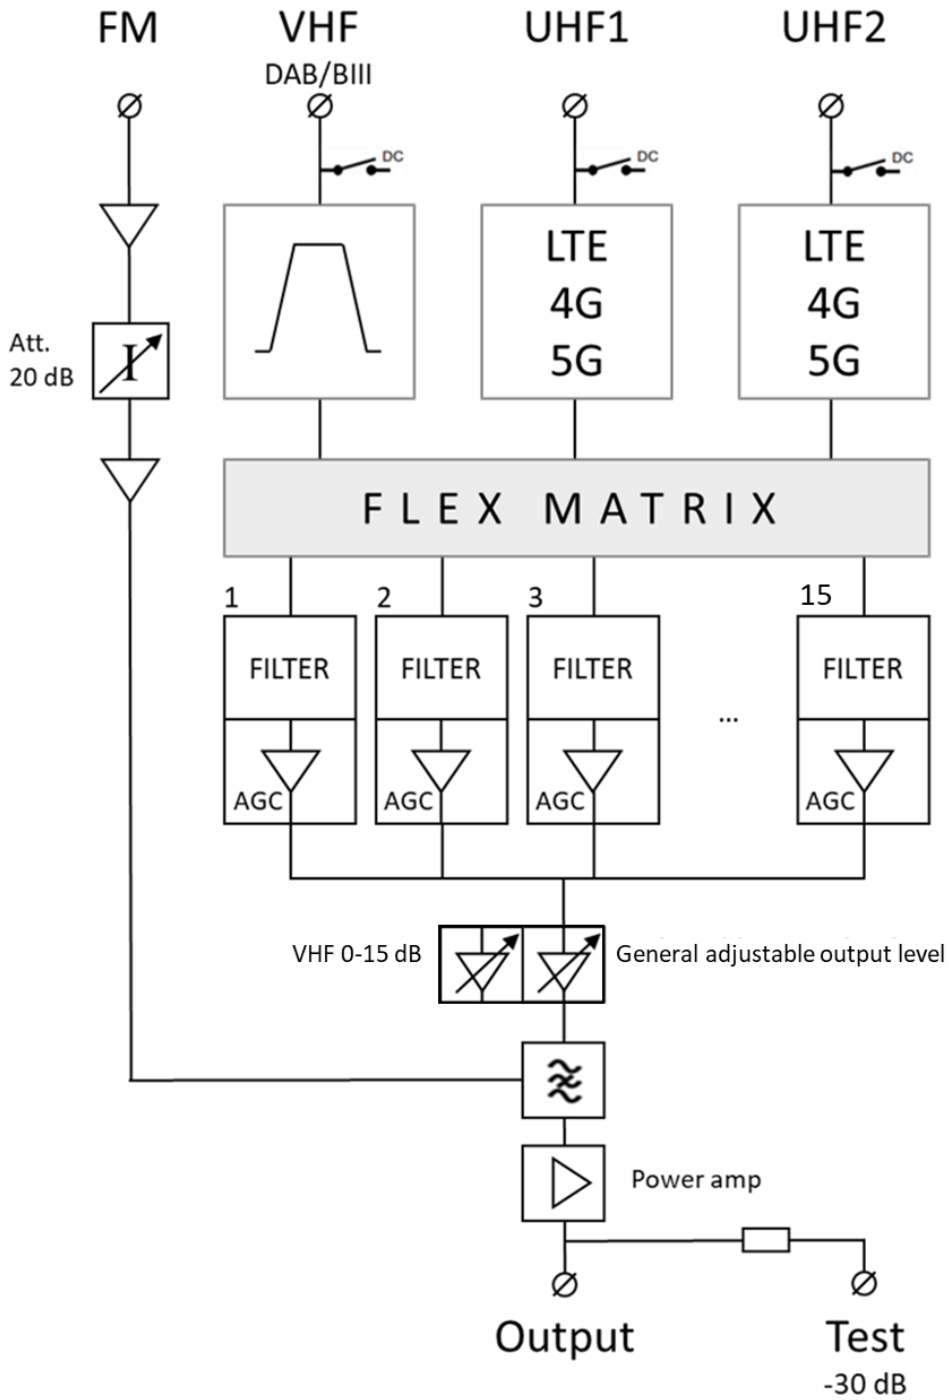 FM VHF UHF1 UHF2
DAB/BIII
DC DC DC
LTE LTE
4G 4G
5G 5G
Att.
20 dB
I
FLEX MATRIX
1 2 3 15
FILTER FILTER FILTER FILTER
...
AGC AGC AGC AGC
VHF 0-15 dB General adjustable output level
Power amp
Output Test
-30 dB